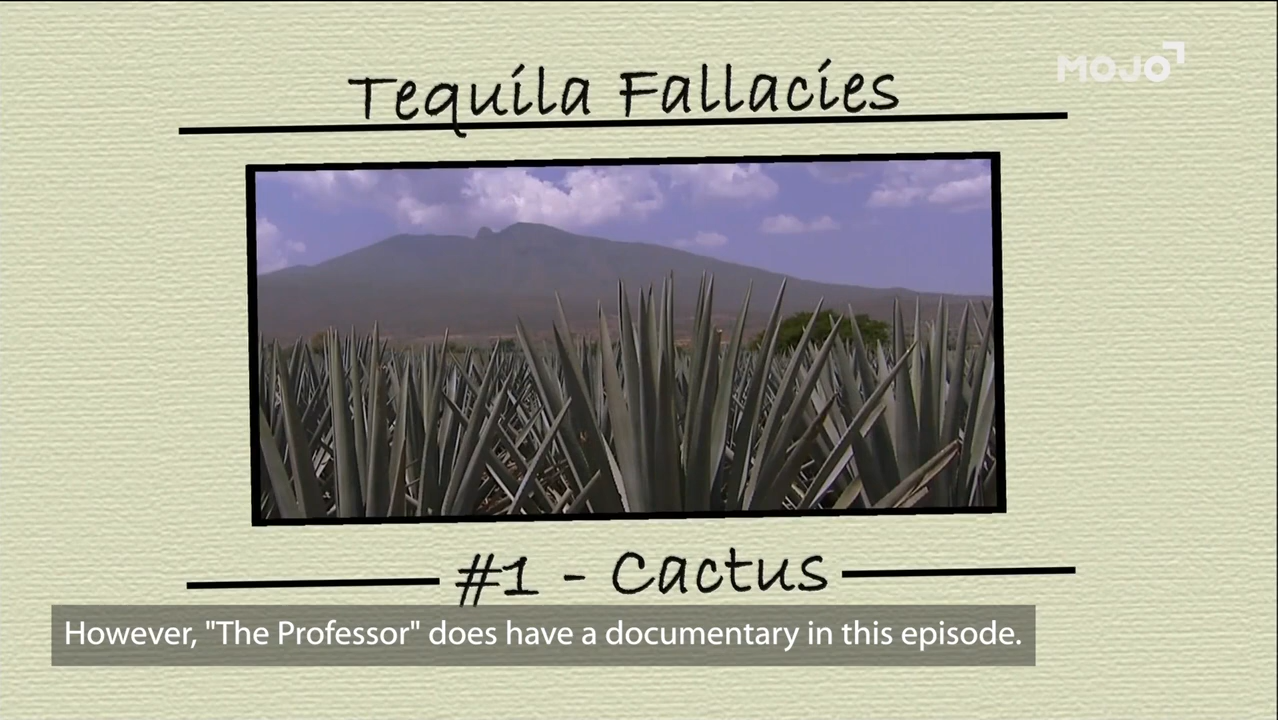 MOJO
Tequila Fallacies
#1 - Cactus
However, "The Professor" does have a documentary in this episode.